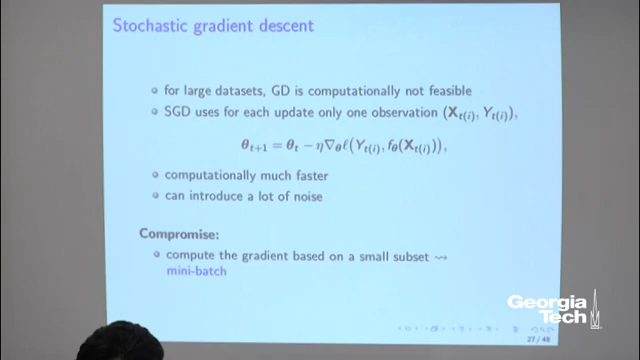 Stochastic gradient descent
for large datasets, GD is computationally not feasible
SGD uses for each update only one observation (X_{t(i)}, Y_{t(i)}),
θ_{t+1} = θ_t − η∇_θ ℓ(Y_{t(i)}, f_θ(X_{t(i)})),
computationally much faster
can introduce a lot of noise
Compromise:
compute the gradient based on a small subset ⇝
mini-batch
Georgia
Tech
27 / 48